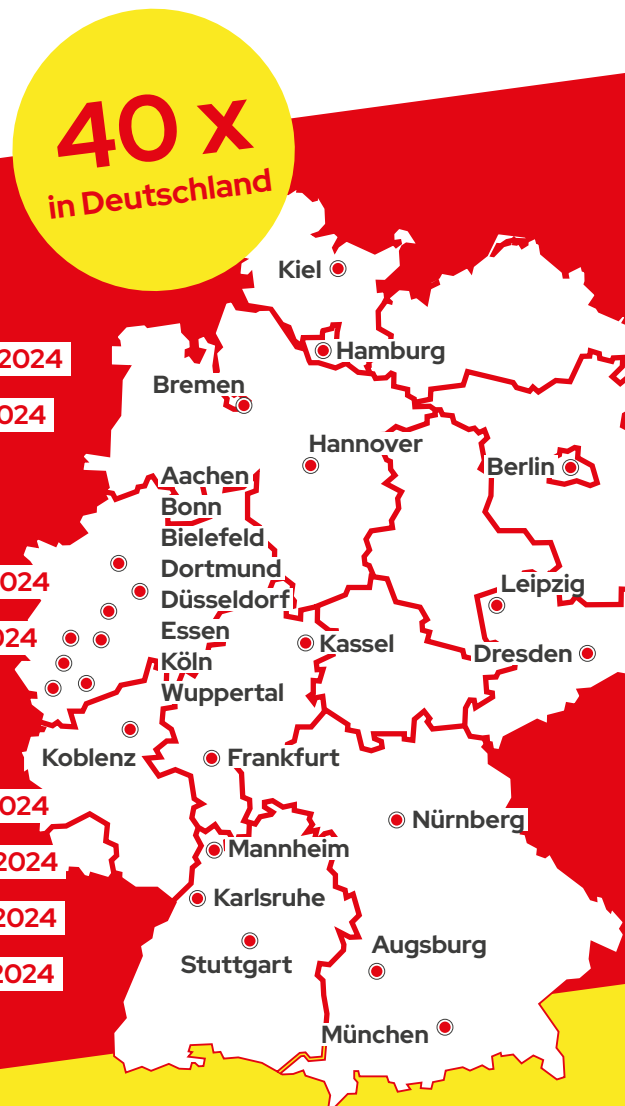 40 x
in Deutschland
Kiel
2024
Hamburg
Bremen
024
Hannover
Berlin
Aachen
Bonn
Bielefeld
Dortmund
024
Leipzig
Düsseldorf
Essen
024
Kassel
Dresden
Köln
Wuppertal
Koblenz
Frankfurt
024
Nürnberg
Mannheim
2024
Karlsruhe
2024
Augsburg
Stuttgart
2024
München